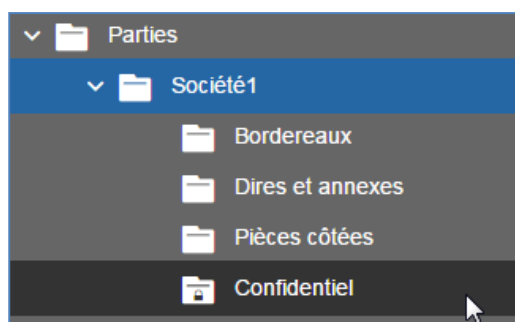 Parties
Société1
Bordereaux
Dires et annexes
Pièces côtées
Confidentiel